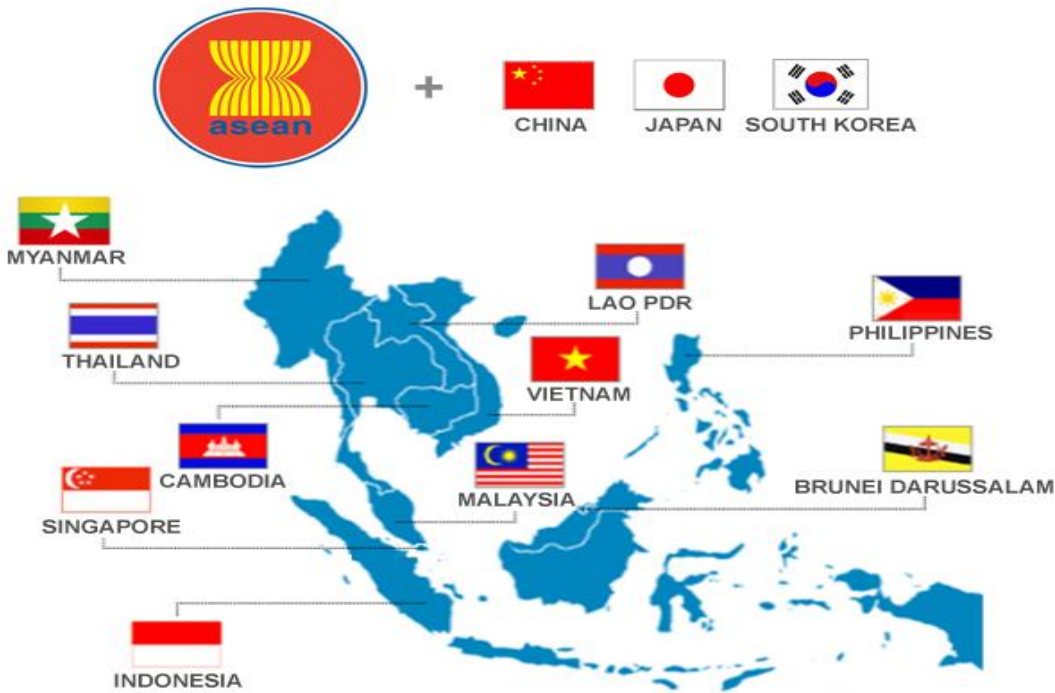 asean
+
CHINA
JAPAN
SOUTH KOREA
MYANMAR
LAO PDR
PHILIPPINES
THAILAND
VIETNAM
CAMBODIA
MALAYSIA
BRUNEI DARUSSALAM
SINGAPORE
INDONESIA